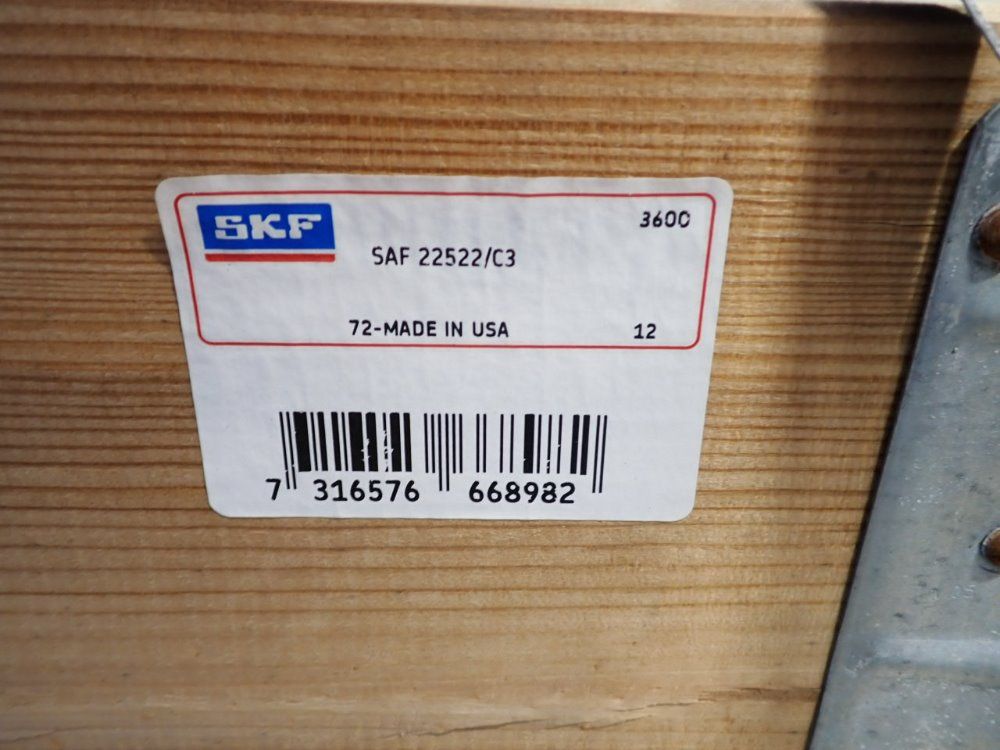 SKF
3600
SAF 22522/C3
72-MADE IN USA
12
7 316576 668982